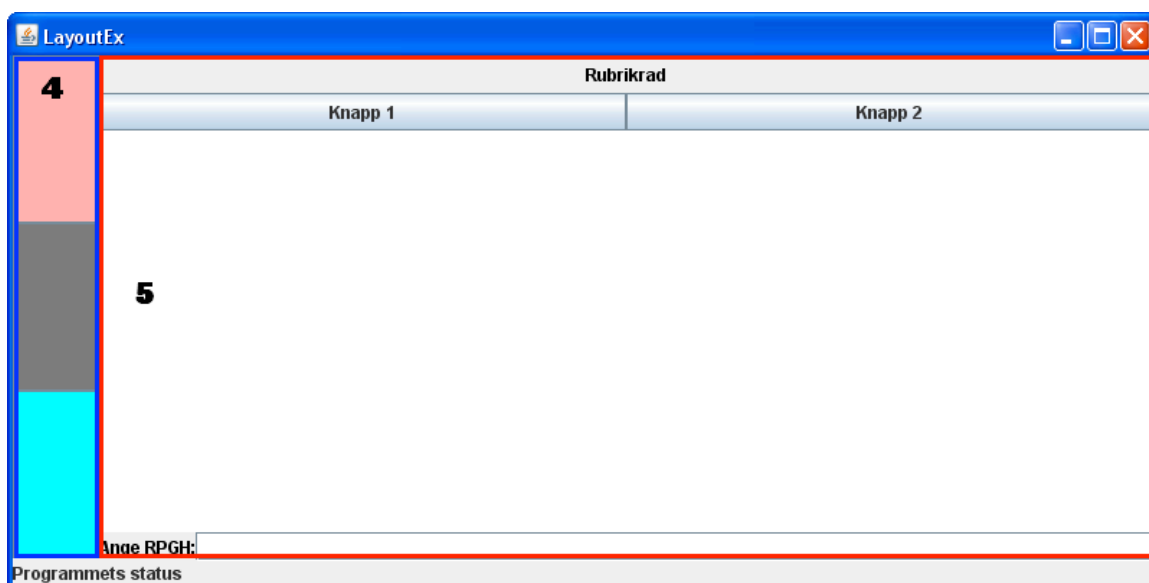 LayoutEx
4
Rubrikrad
Knapp 1
Knapp 2
5
Ange RPGH:
Programmets status